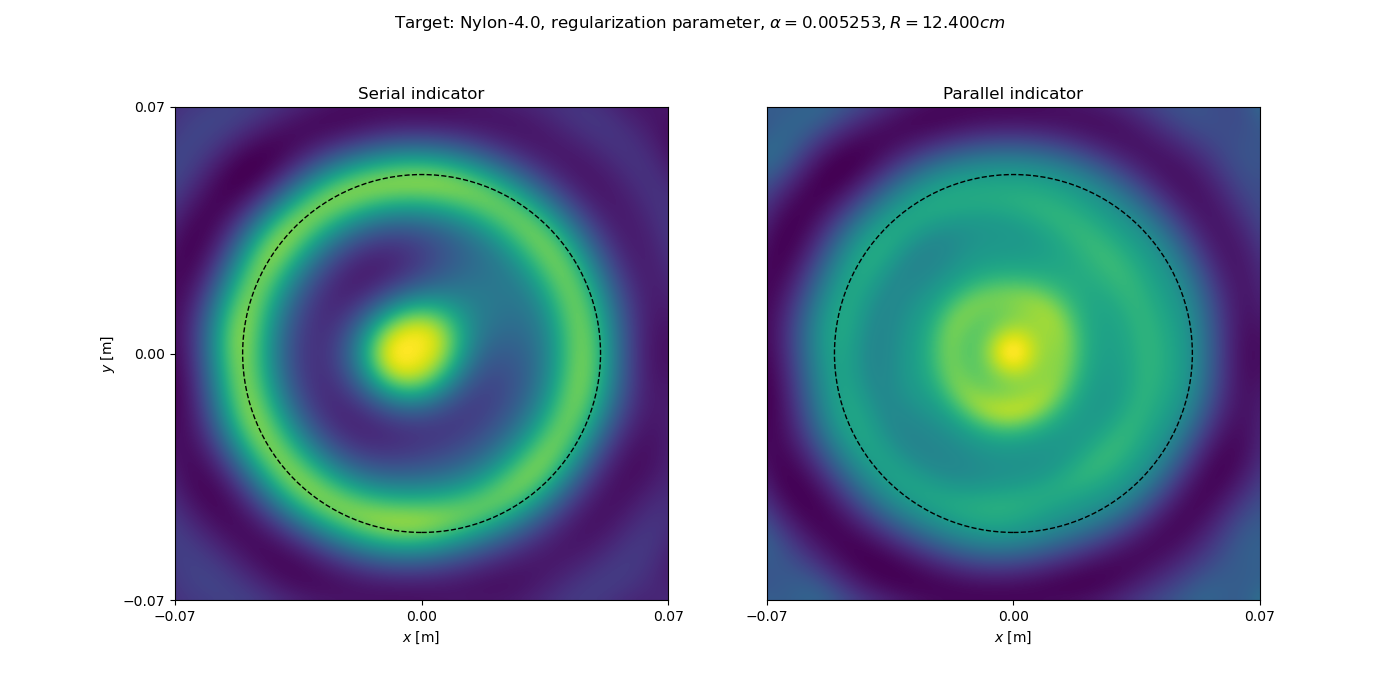 Target: Nylon-4.0, regularization parameter, α = 0.005253, R = 12.400cm
Serial indicator
Parallel indicator
0.07
0.00
−0.07
y [m]
−0.07 0.00 0.07
x [m]
−0.07 0.00 0.07
x [m]